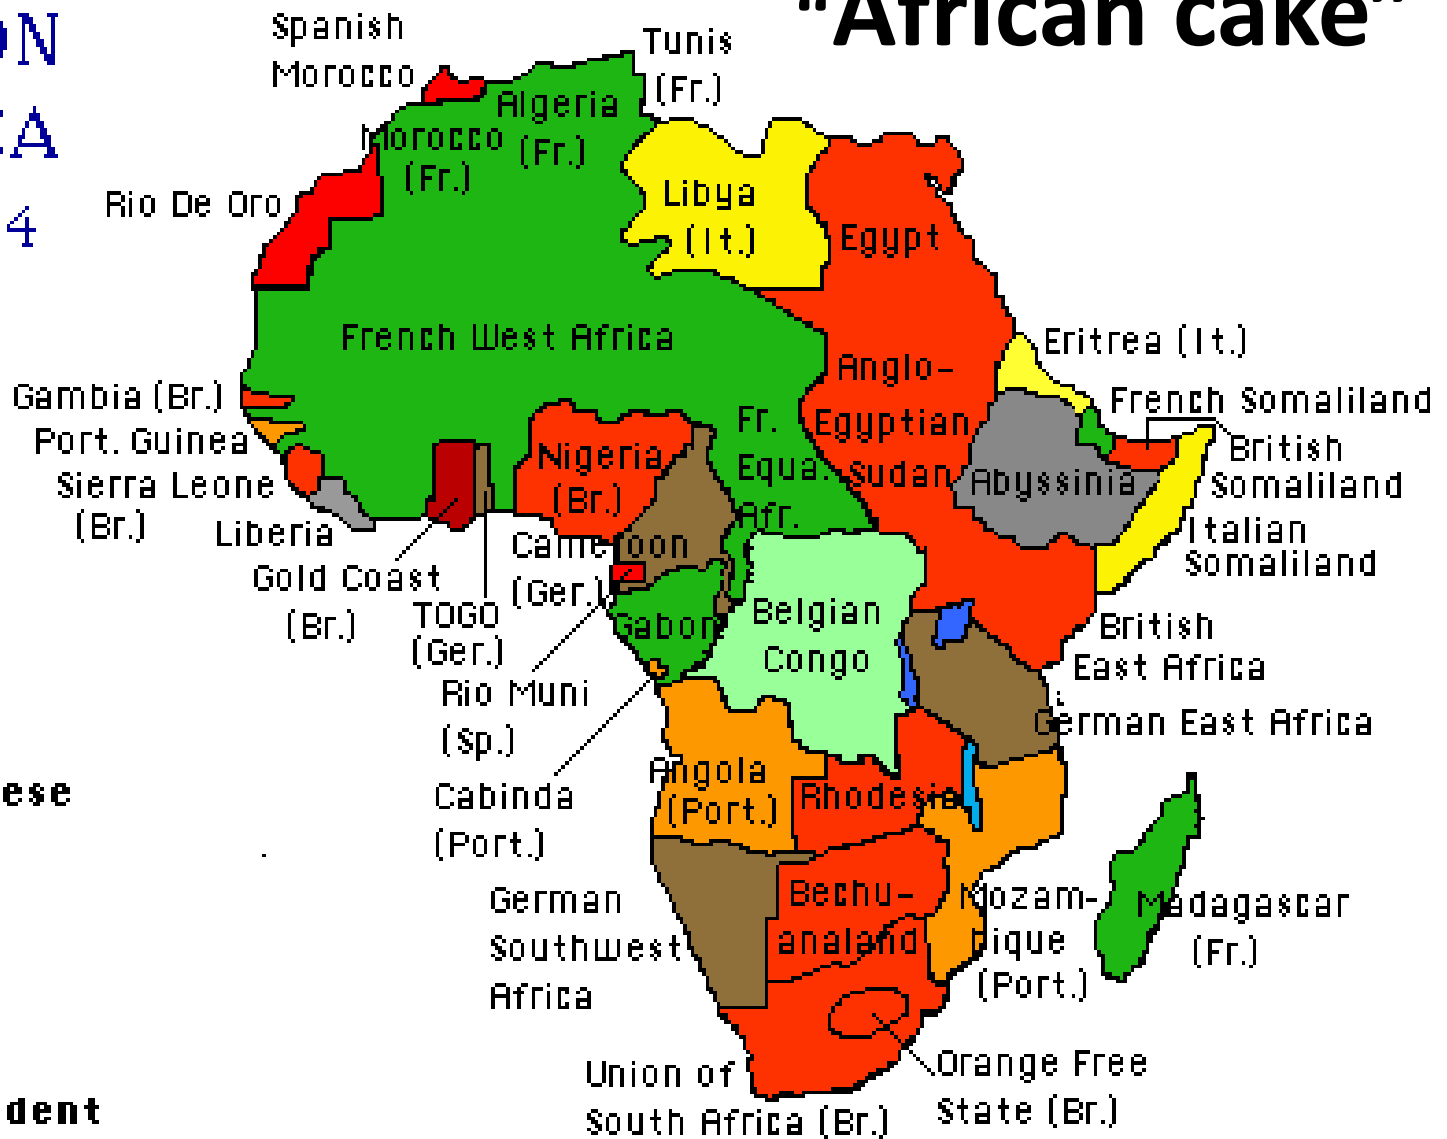 "African cake"
ON
CA
4
Spanish
Morocco
Tunis
(Fr.)
Algeria
(Fr.)
Morocco
(Fr.)
Rio De Oro
Libya
(It.)
Egypt
French West Africa
Eritrea (It.)
Anglo-
Egyptian
Sudan
Gambia (Br.)
French Somaliland
Port. Guinea
Fr.
Equa.
Afr.
British
Somaliland
Nigeria
(Br.)
Sierra Leone
(Br.)
Abyssinia
Liberia
Italian
Somaliland
Cameroon
(Ger.)
Gold Coast
(Br.)
TOGO
(Ger.)
Gabon
Belgian
Congo
British
East Africa
Rio Muni
(Sp.)
German East Africa
Cabinda
(Port.)
Angola
(Port.)
Rhodesia
ese
German
Southwest
Africa
Bechu-
analand
Mozam-
bique
(Port.)
Madagascar
(Fr.)
Union of
South Africa (Br.)
Orange Free
State (Br.)
dent